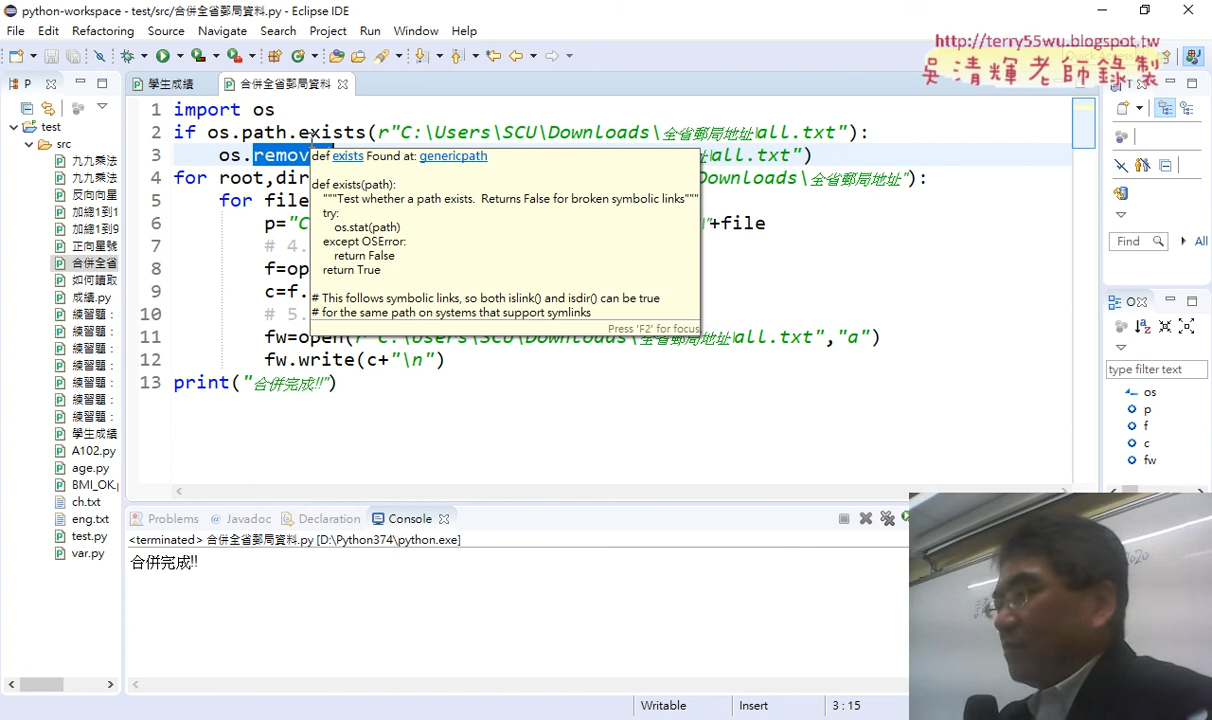 python-workspace - test/src/合併全省郵局資料.py - Eclipse IDE
File Edit Refactoring Source Navigate Search Project Run Window Help
http://terry55wu.blogspot.tw
吳清輝老師錄製
P
學生成績
合併全省郵局資料
test
src
九九乘法
九九乘法
反向向星
加總1到1
加總1到9
正向星號
合併全省
如何讀取
成績.py
練習題：
練習題：
練習題：
練習題：
練習題：
練習題：
練習題：
學生成績
A102.py
age.py
BMI_OK.p
ch.txt
eng.txt
test.py
var.py
1 import os
2 if os.path.exists(r"C:\Users\SCU\Downloads\全省郵局地址\all.txt"):
3 os.remov all.txt")
4 for root,dir ownloads\全省郵局地址"):
5 for file
6 p="C "+file
7 # 4.
8 f=op
9 c=f.
10 # 5.
11 fw=open(r"C:\Users\SCU\Downloads\全省郵局地址\all.txt","a")
12 fw.write(c+"\n")
13 print("合併完成!!")
def exists Found at: genericpath
def exists(path):
"""Test whether a path exists. Returns False for broken symbolic links"""
try:
os.stat(path)
except OSError:
return False
return True
# This follows symbolic links, so both islink() and isdir() can be true
# for the same path on systems that support symlinks
Press 'F2' for focus
Find All
type filter text
os
p
f
c
fw
Problems Javadoc Declaration Console
<terminated> 合併全省郵局資料.py [D:\Python374\python.exe]
合併完成!!
2020
Writable Insert 3 : 15